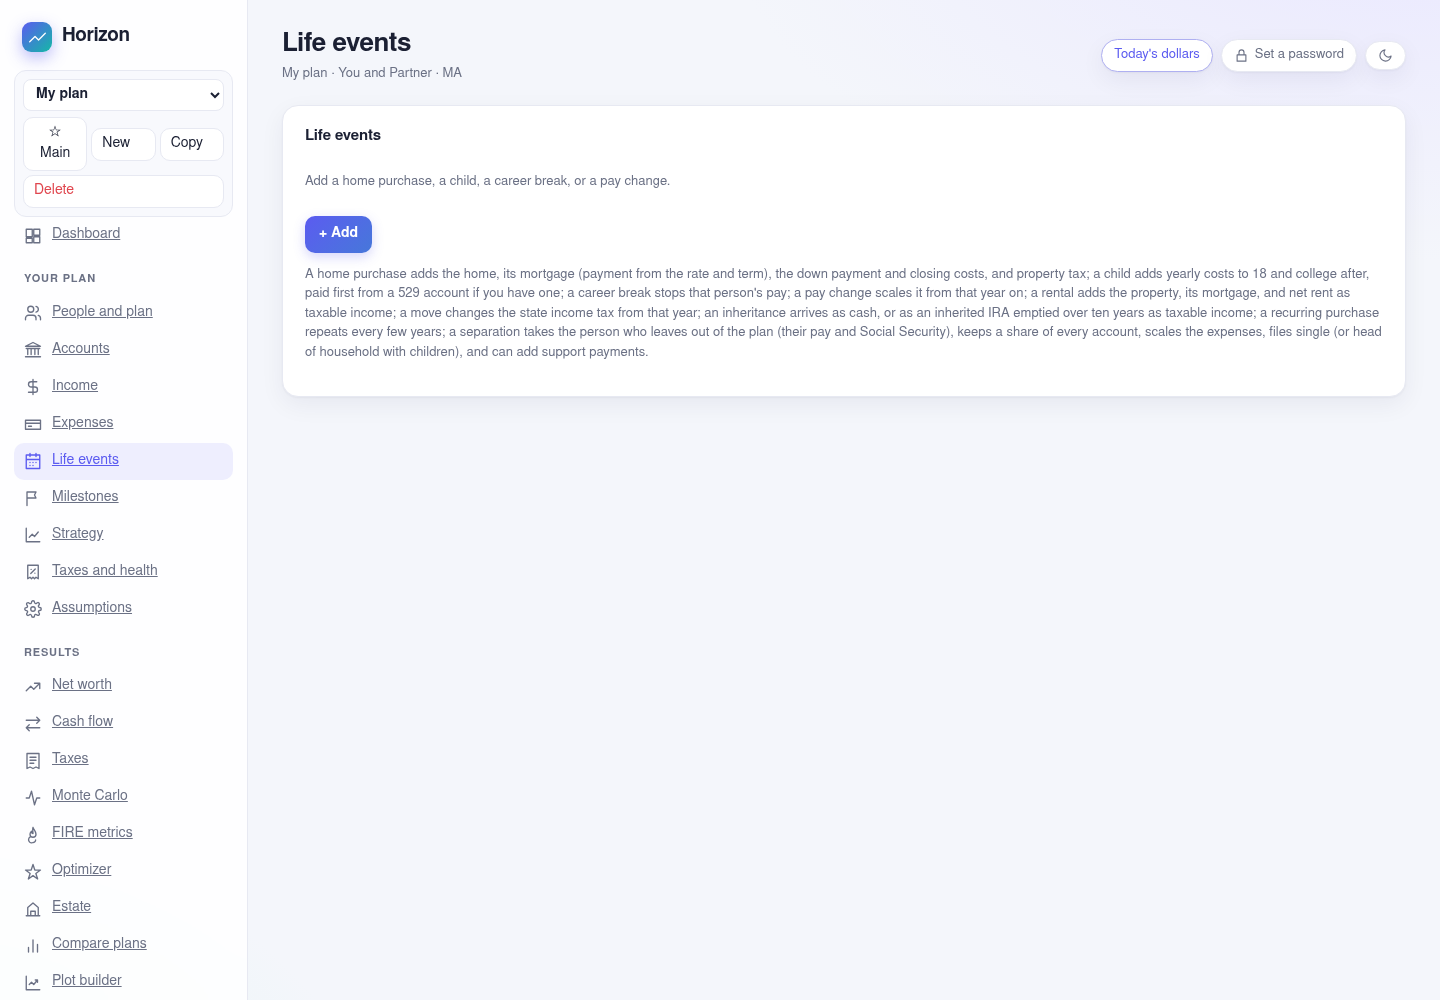 Horizon
My plan
Main
New
Copy
Delete
Dashboard
YOUR PLAN
People and plan
Accounts
Income
Expenses
Life events
Milestones
Strategy
Taxes and health
Assumptions
RESULTS
Net worth
Cash flow
Taxes
Monte Carlo
FIRE metrics
Optimizer
Estate
Compare plans
Plot builder
Life events
My plan · You and Partner · MA
Today's dollars
Set a password
Life events
Add a home purchase, a child, a career break, or a pay change.
+ Add
A home purchase adds the home, its mortgage (payment from the rate and term), the down payment and closing costs, and property tax; a child adds yearly costs to 18 and college after,
paid first from a 529 account if you have one; a career break stops that person's pay; a pay change scales it from that year on; a rental adds the property, its mortgage, and net rent as
taxable income; a move changes the state income tax from that year; an inheritance arrives as cash, or as an inherited IRA emptied over ten years as taxable income; a recurring purchase
repeats every few years; a separation takes the person who leaves out of the plan (their pay and Social Security), keeps a share of every account, scales the expenses, files single (or head
of household with children), and can add support payments.